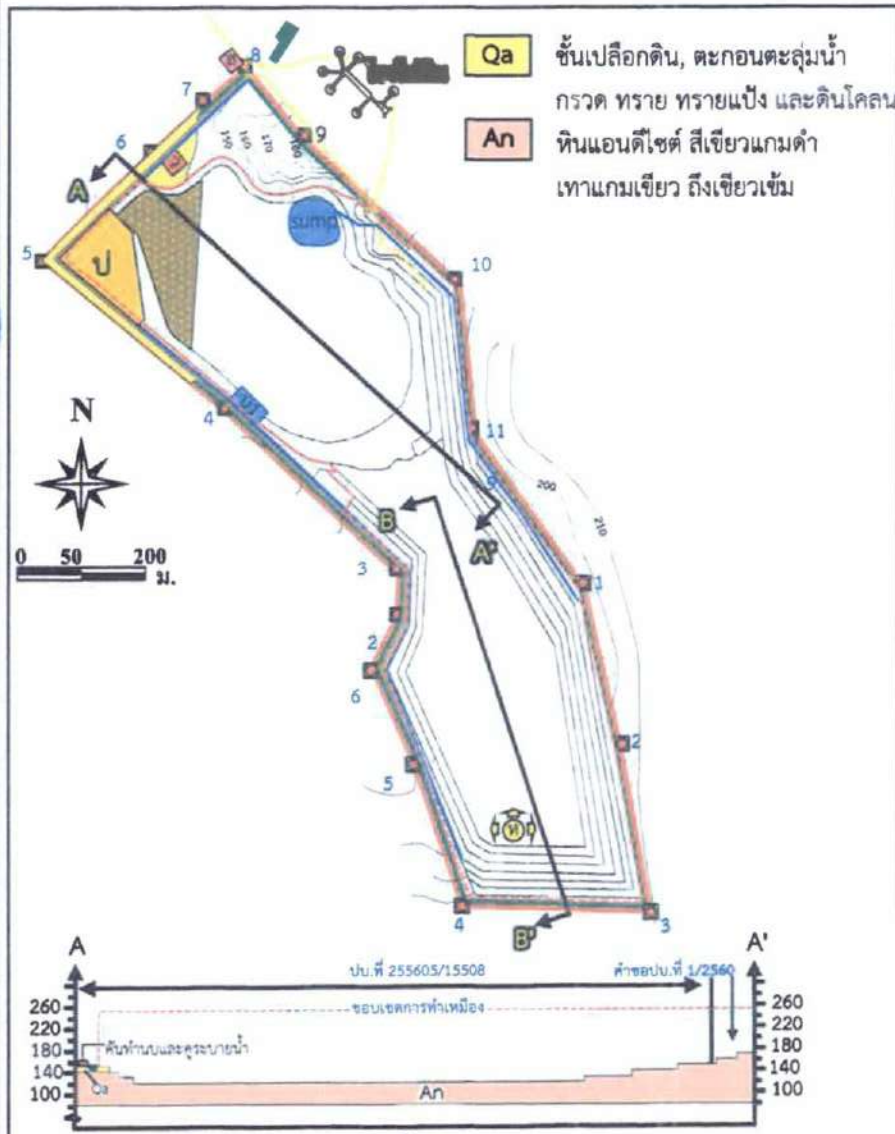 Qa ชั้นเปลือกดิน, ตะกอนตะลุ่มน้ำ
กรวด ทราย ทรายแป้ง และดินโคลน
An หินแอนดีไซต์ สีเขียวแกมดำ
เทาแกมเขียว ถึงเขียวเข้ม
8
7
9
6
A
sump
5
ป
10
4
11
9
N
B
A'
200
210
0 50 200
ม.
3
1
2
6
2
5
ท
4
B'
3
A
A'
ปบ.ที่ 255605/15508
คำขอปบ.ที่ 1/2560
ขอบเขตการทำเหมือง
260
220
180
140
100
คันทำนบและคูระบายน้ำ
Qa
An
260
220
180
140
100